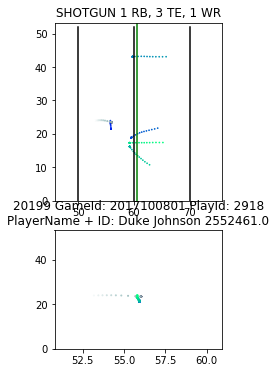 SHOTGUN 1 RB, 3 TE, 1 WR
50
40
30
20
10
0
50 60 70
20199 GameId: 2017100801 PlayId: 2918
PlayerName + ID: Duke Johnson 2552461.0
40
20
0
52.5 55.0 57.5 60.0